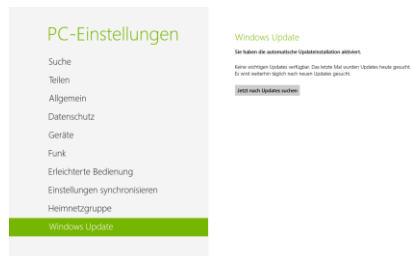 PC-Einstellungen
Suche
Teilen
Allgemein
Datenschutz
Geräte
Funk
Erleichterte Bedienung
Einstellungen synchronisieren
Heimnetzgruppe
Windows Update
Windows Update
Sie haben die automatische Updateinstallation aktiviert.
Keine wichtigen Updates verfügbar. Das letzte Mal wurden Updates heute gesucht.
Es wird weiterhin täglich nach neuen Updates gesucht.
Jetzt nach Updates suchen